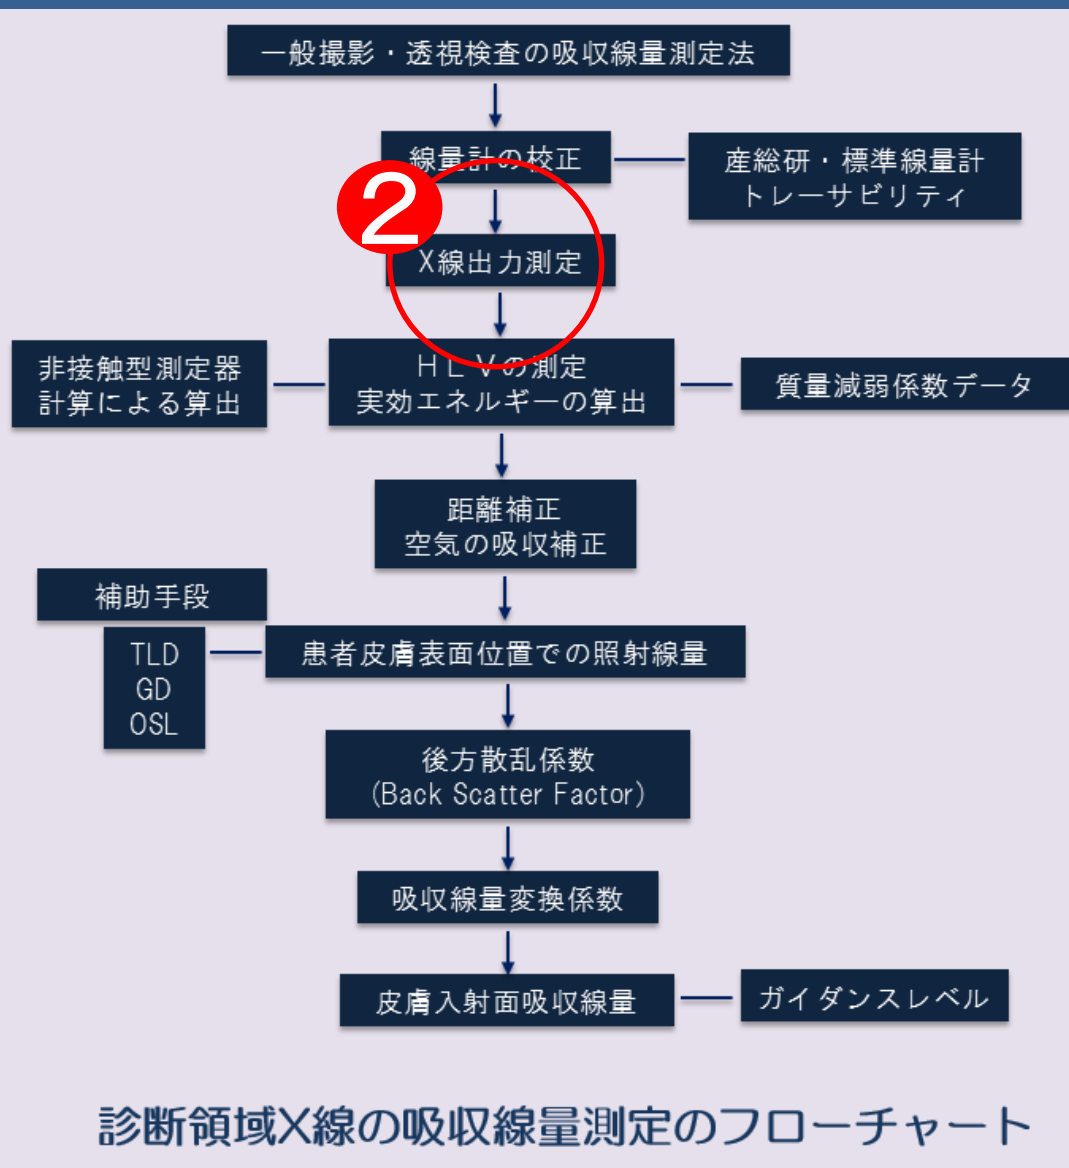 一般撮影・透視検査の吸収線量測定法
線量計の校正
産総研・標準線量計
トレーサビリティ
2
X線出力測定
非接触型測定器
計算による算出
HLVの測定
実効エネルギーの算出
質量減弱係数データ
距離補正
空気の吸収補正
補助手段
TLD
GD
OSL
患者皮膚表面位置での照射線量
後方散乱係数
(Back Scatter Factor)
吸収線量変換係数
皮膚入射面吸収線量
ガイダンスレベル
診断領域X線の吸収線量測定のフローチャート